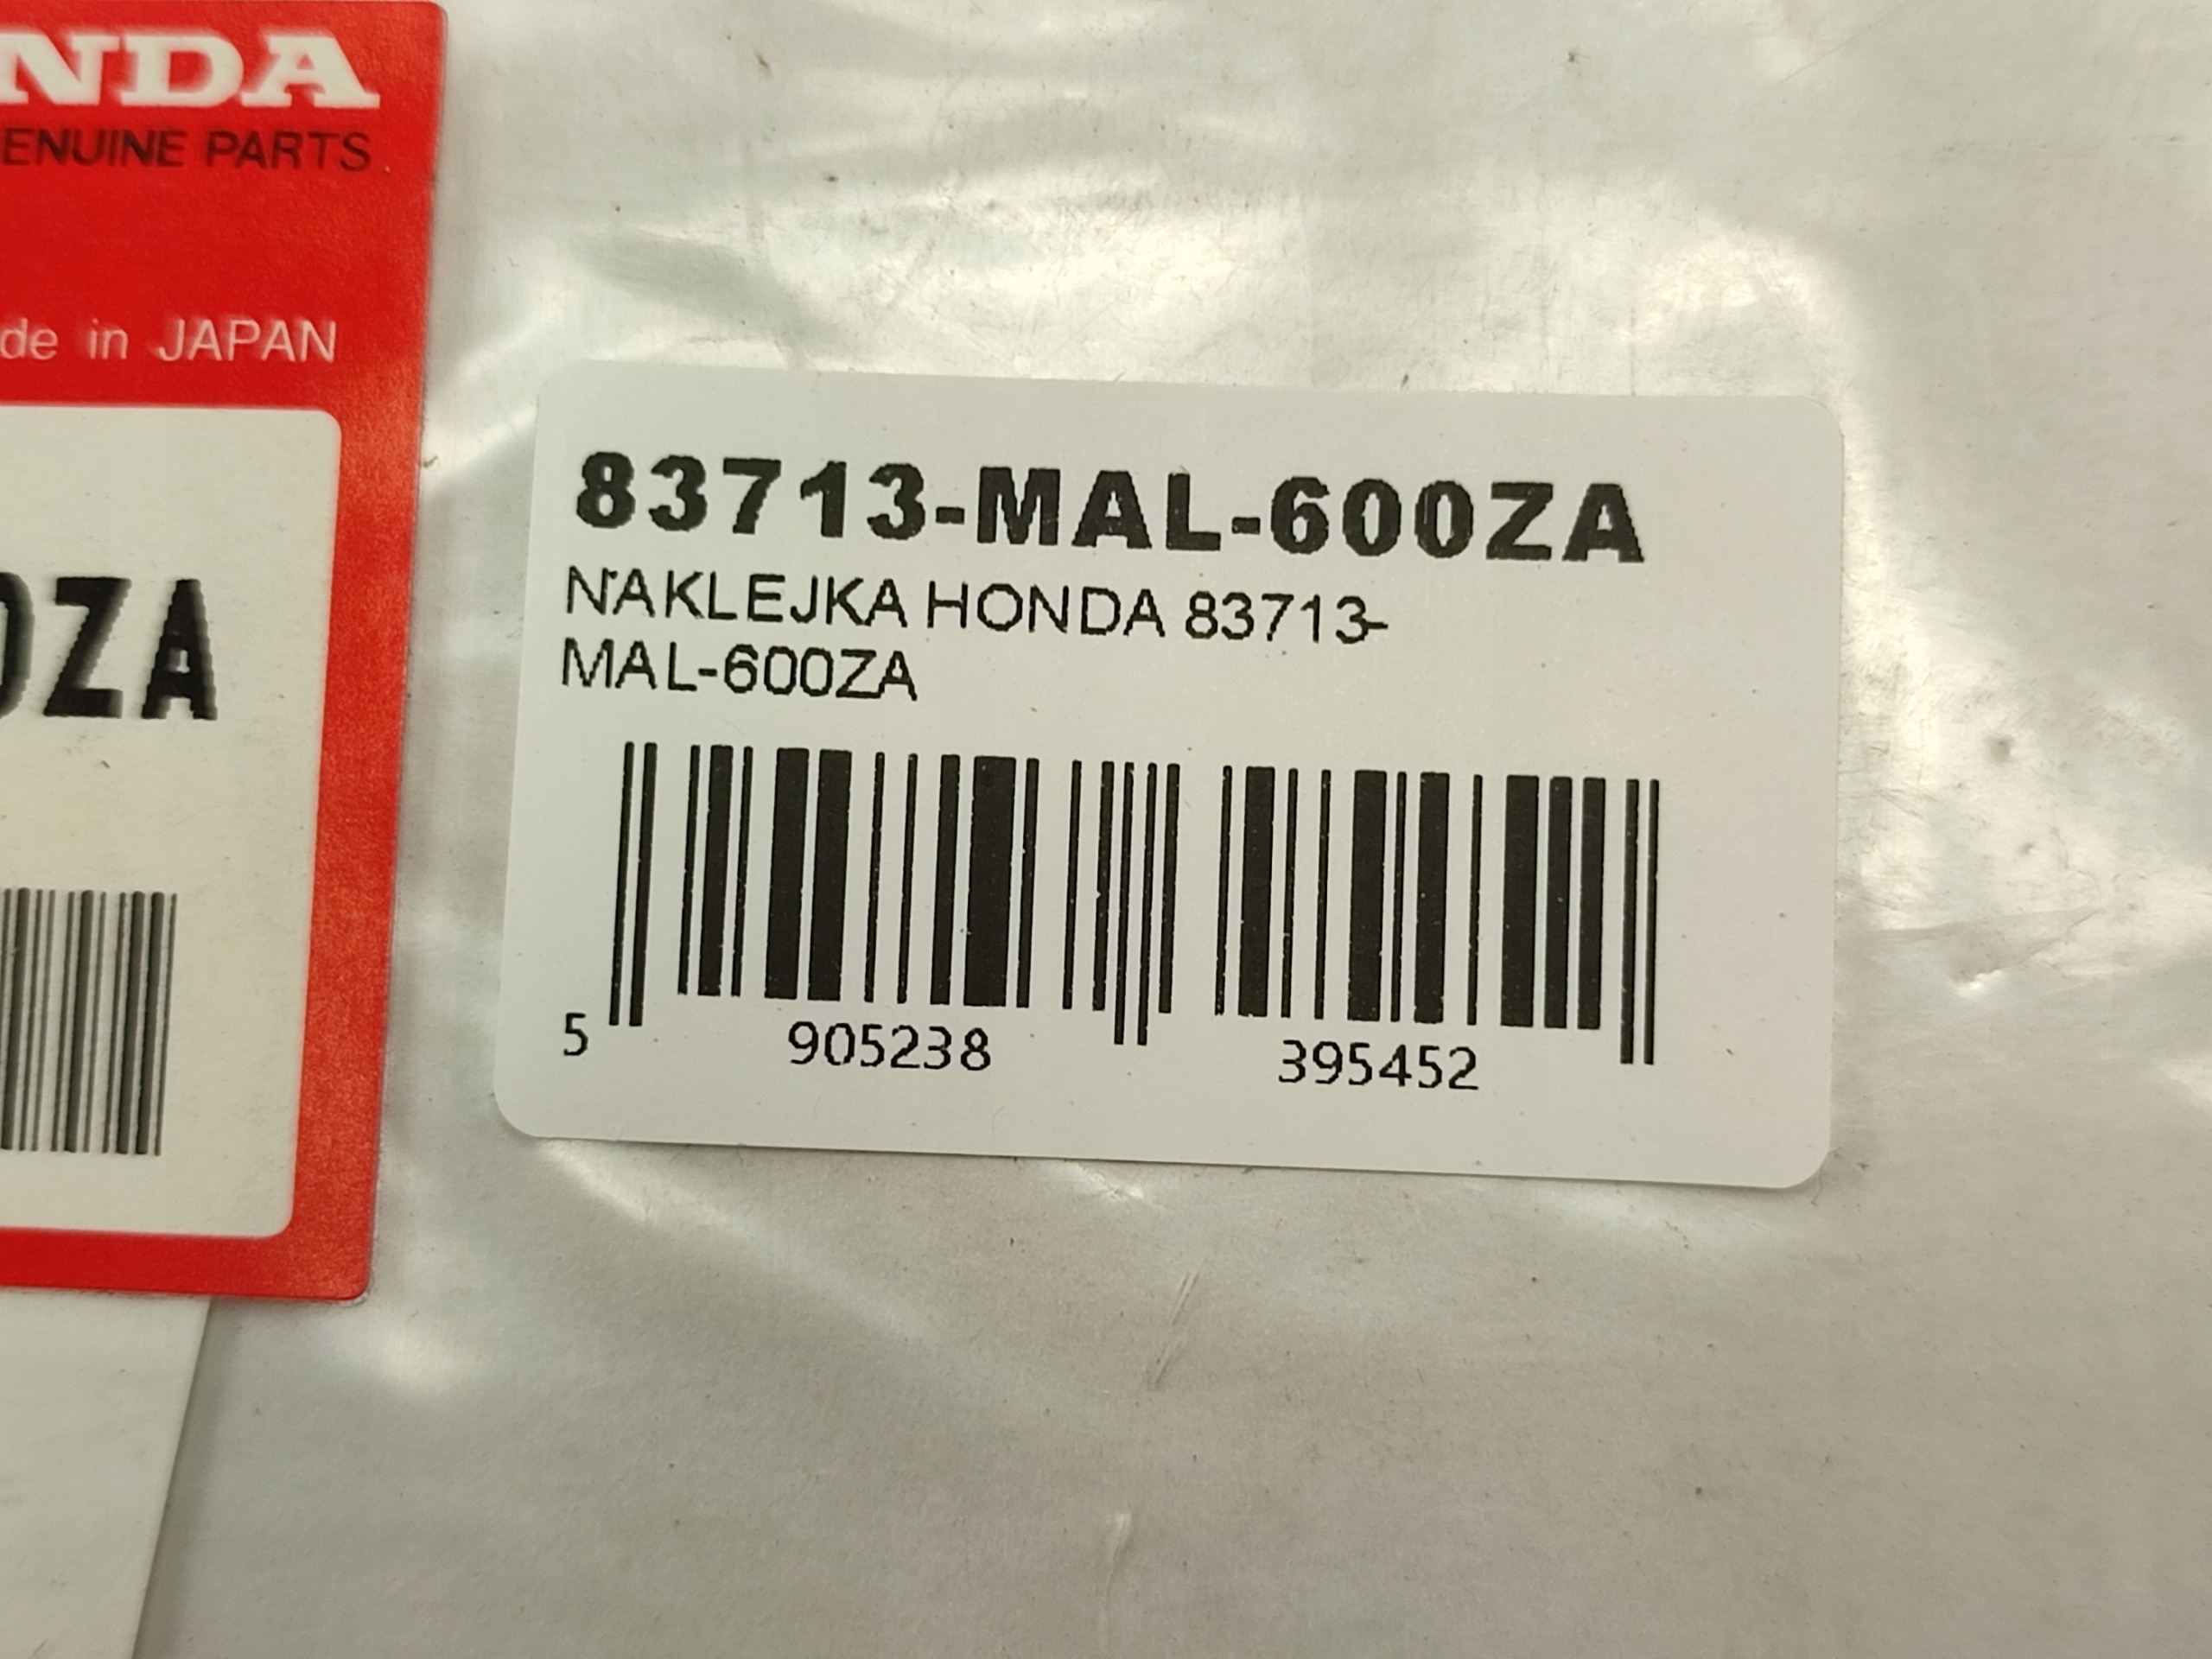 NDA
ENUINE PARTS
de in JAPAN
0ZA
83713-MAL-600ZA
NAKLEJKA HONDA 83713-
MAL-600ZA
5 905238 395452